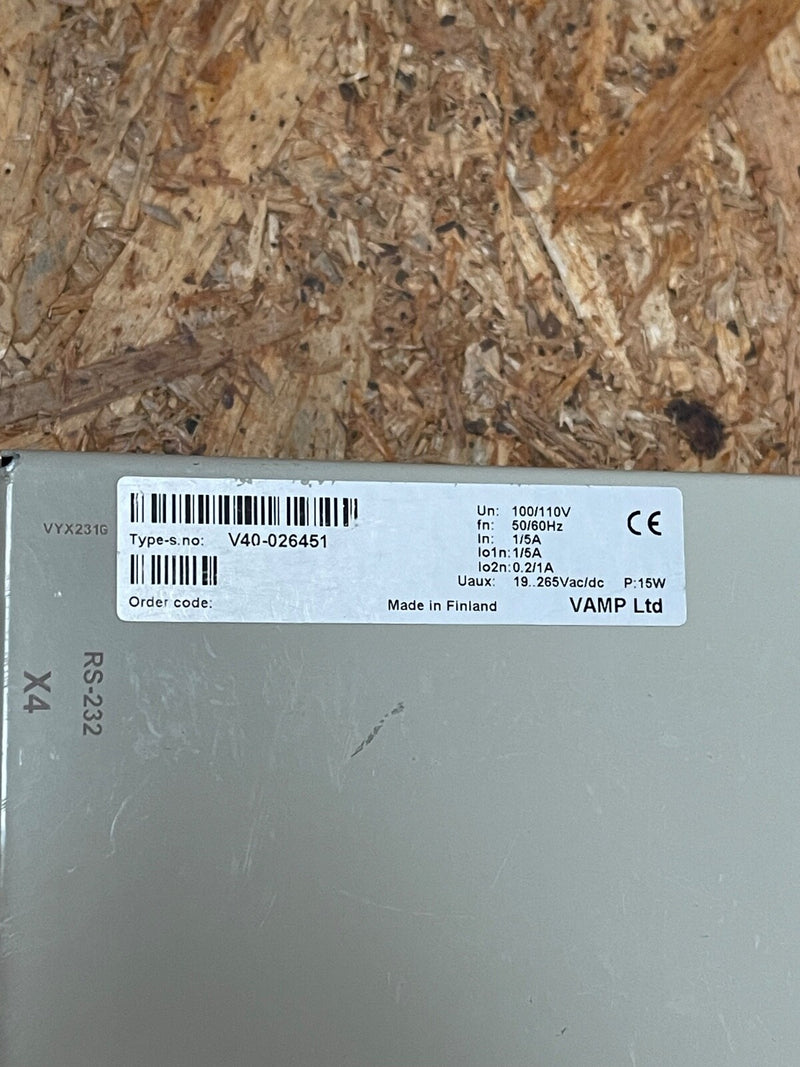 VYX231G
Type-s.no: V40-026451
Order code:
Un: 100/110V
fn: 50/60Hz
In: 1/5A
Io1n: 1/5A
Io2n: 0.2/1A
Uaux: 19..265Vac/dc P:15W
CE
Made in Finland
VAMP Ltd
X4
RS-232